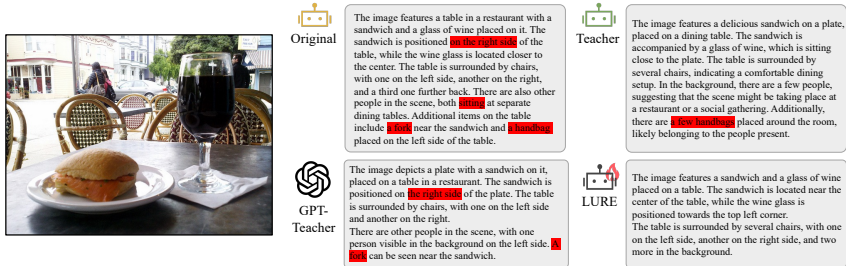 Original
The image features a table in a restaurant with a
sandwich and a glass of wine placed on it. The
sandwich is positioned on the right side of the
table, while the wine glass is located closer to
the center. The table is surrounded by chairs,
with one on the left side, another on the right,
and a third one further back. There are also other
people in the scene, both sitting at separate
dining tables. Additional items on the table
include a fork near the sandwich and a handbag
placed on the left side of the table.
Teacher
The image features a delicious sandwich on a plate,
placed on a dining table. The sandwich is
accompanied by a glass of wine, which is sitting
close to the plate. The table is surrounded by
several chairs, indicating a comfortable dining
setup. In the background, there are a few people,
suggesting that the scene might be taking place at
a restaurant or a social gathering. Additionally,
there are a few handbags placed around the room,
likely belonging to the people present.
GPT-
Teacher
The image depicts a plate with a sandwich on it,
placed on a table in a restaurant. The sandwich is
positioned on the right side of the plate. The table
is surrounded by chairs, with one on the left side
and another on the right.
There are other people in the scene, with one
person visible in the background on the left side. A
fork can be seen near the sandwich.
LURE
The image features a sandwich and a glass of wine
placed on a table. The sandwich is located near the
center of the table, while the wine glass is
positioned towards the top left corner.
The table is surrounded by several chairs, with one
on the left side, another on the right side, and two
more in the background.